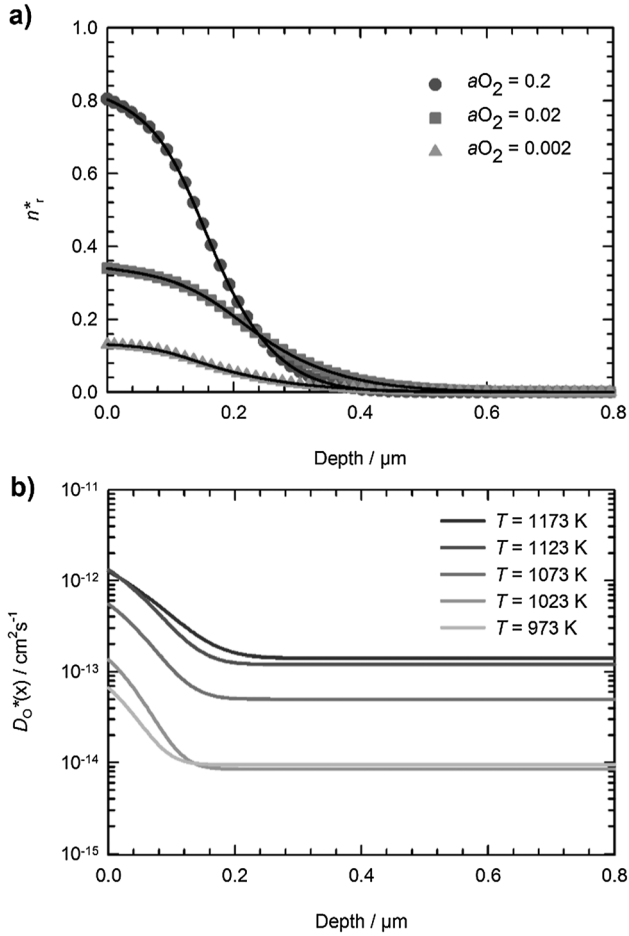 a)
1.0
0.8
0.6
0.4
0.2
0.0
n*r
aO2 = 0.2
aO2 = 0.02
aO2 = 0.002
0.0 0.2 0.4 0.6 0.8
Depth / µm
b)
10-11
10-12
10-13
10-14
10-15
DO*(x) / cm2s-1
T = 1173 K
T = 1123 K
T = 1073 K
T = 1023 K
T = 973 K
0.0 0.2 0.4 0.6 0.8
Depth / µm